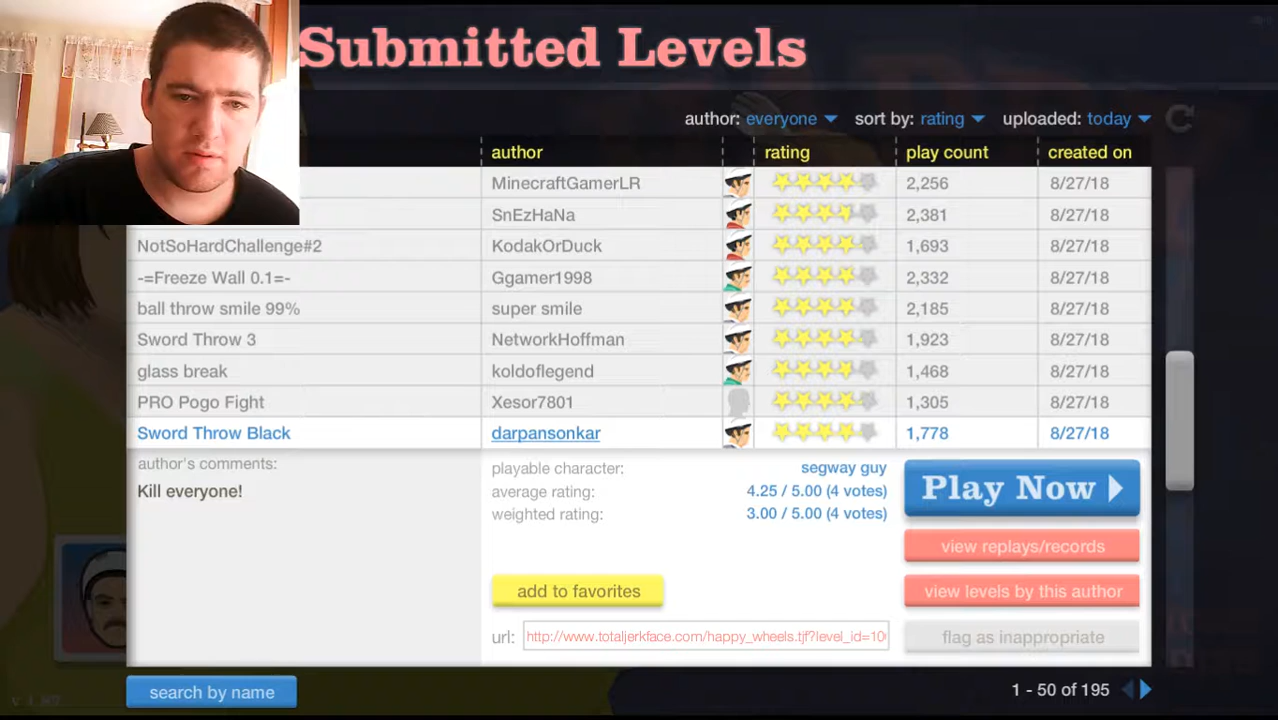 Submitted Levels
author: everyone sort by: rating uploaded: today
author rating play count created on
MinecraftGamerLR 2,256 8/27/18
SnEzHaNa 2,381 8/27/18
NotSoHardChallenge#2 KodakOrDuck 1,693 8/27/18
-=Freeze Wall 0.1=- Ggamer1998 2,332 8/27/18
ball throw smile 99% super smile 2,185 8/27/18
Sword Throw 3 NetworkHoffman 1,923 8/27/18
glass break koldoflegend 1,468 8/27/18
PRO Pogo Fight Xesor7801 1,305 8/27/18
Sword Throw Black darpansonkar 1,778 8/27/18
author's comments: playable character: segway guy Play Now
Kill everyone! average rating: 4.25 / 5.00 (4 votes)
weighted rating: 3.00 / 5.00 (4 votes)
view replays/records
add to favorites view levels by this author
url: http://www.totaljerkface.com/happy_wheels.tjf?level_id=10 flag as inappropriate
search by name 1 - 50 of 195